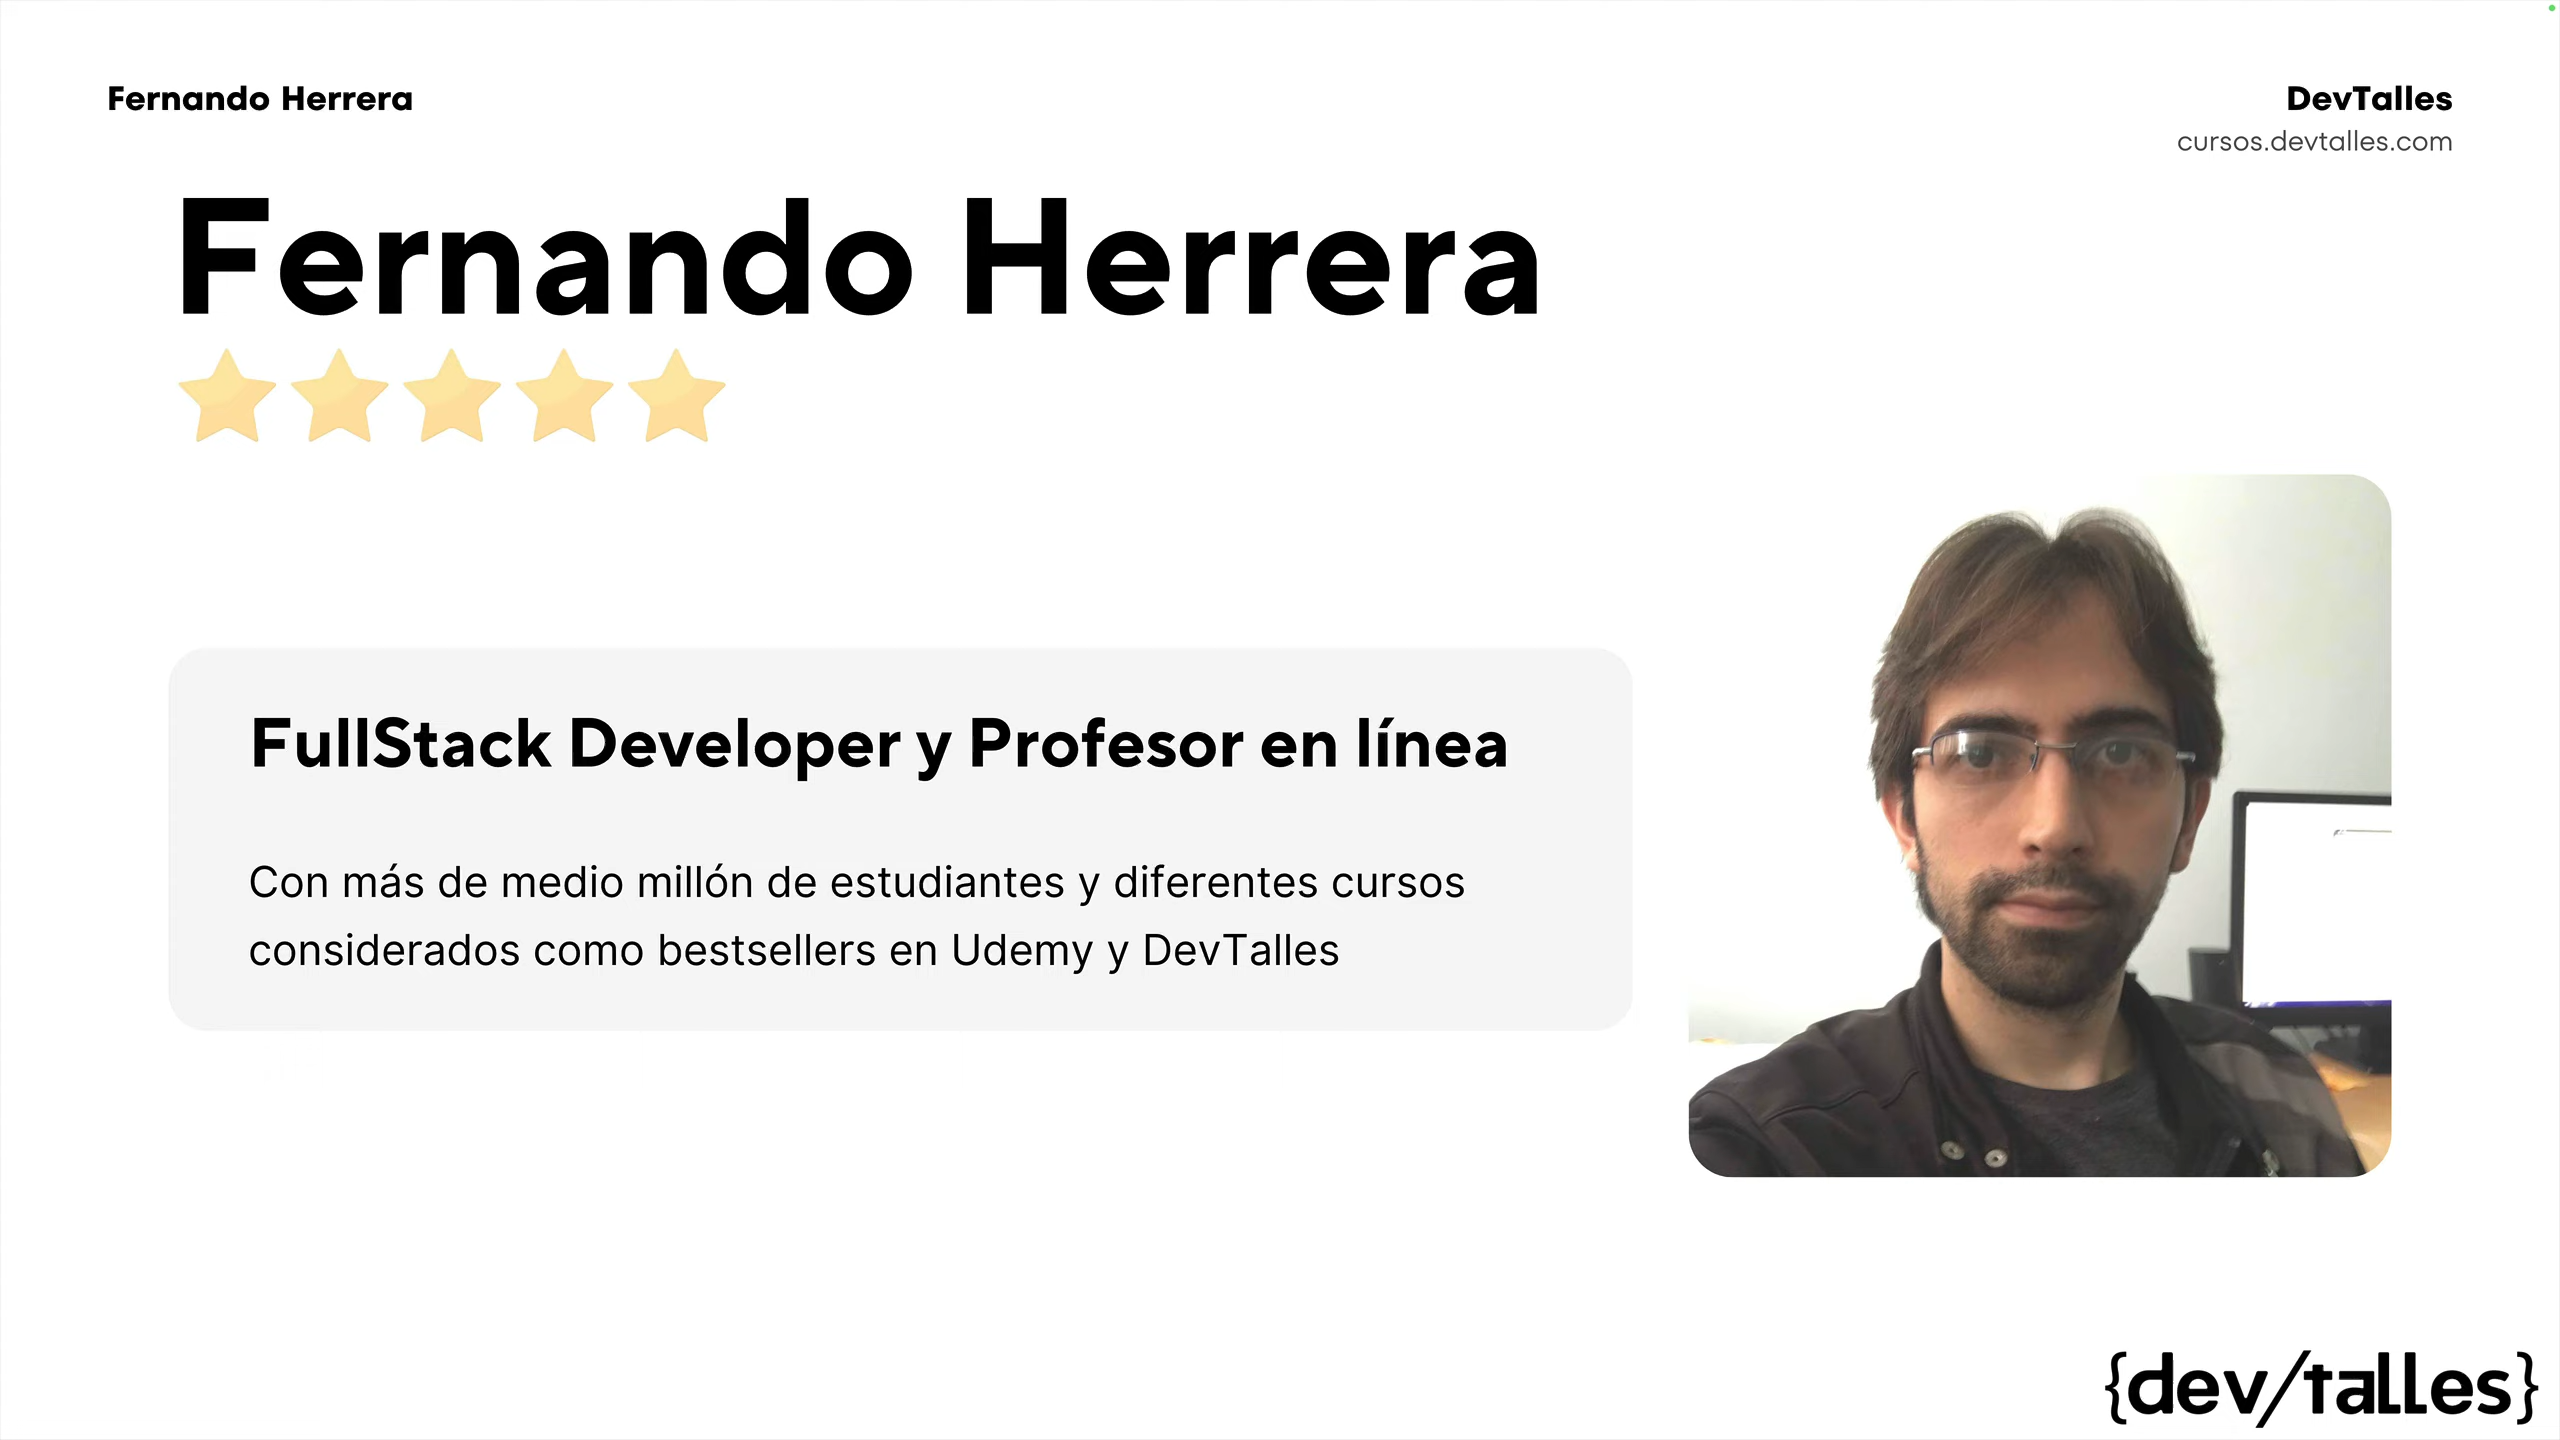 Fernando Herrera
DevTalles
cursos.devtalles.com
Fernando Herrera
FullStack Developer y Profesor en línea
Con más de medio millón de estudiantes y diferentes cursos
considerados como bestsellers en Udemy y DevTalles
{dev/talles}